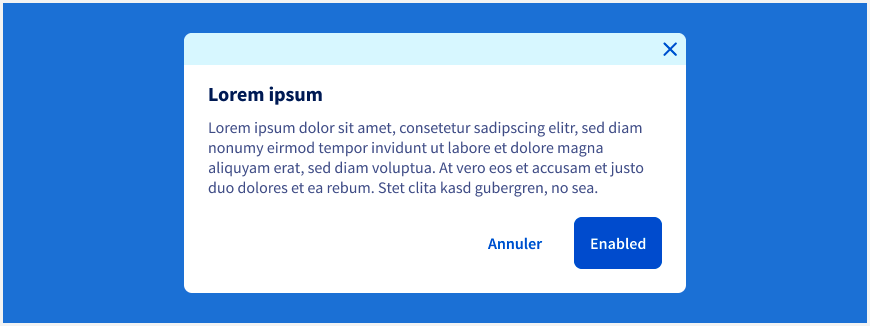 Lorem ipsum
Lorem ipsum dolor sit amet, consetetur sadipscing elitr, sed diam
nonumy eirmod tempor invidunt ut labore et dolore magna
aliquyam erat, sed diam voluptua. At vero eos et accusam et justo
duo dolores et ea rebum. Stet clita kasd gubergren, no sea.
Annuler
Enabled